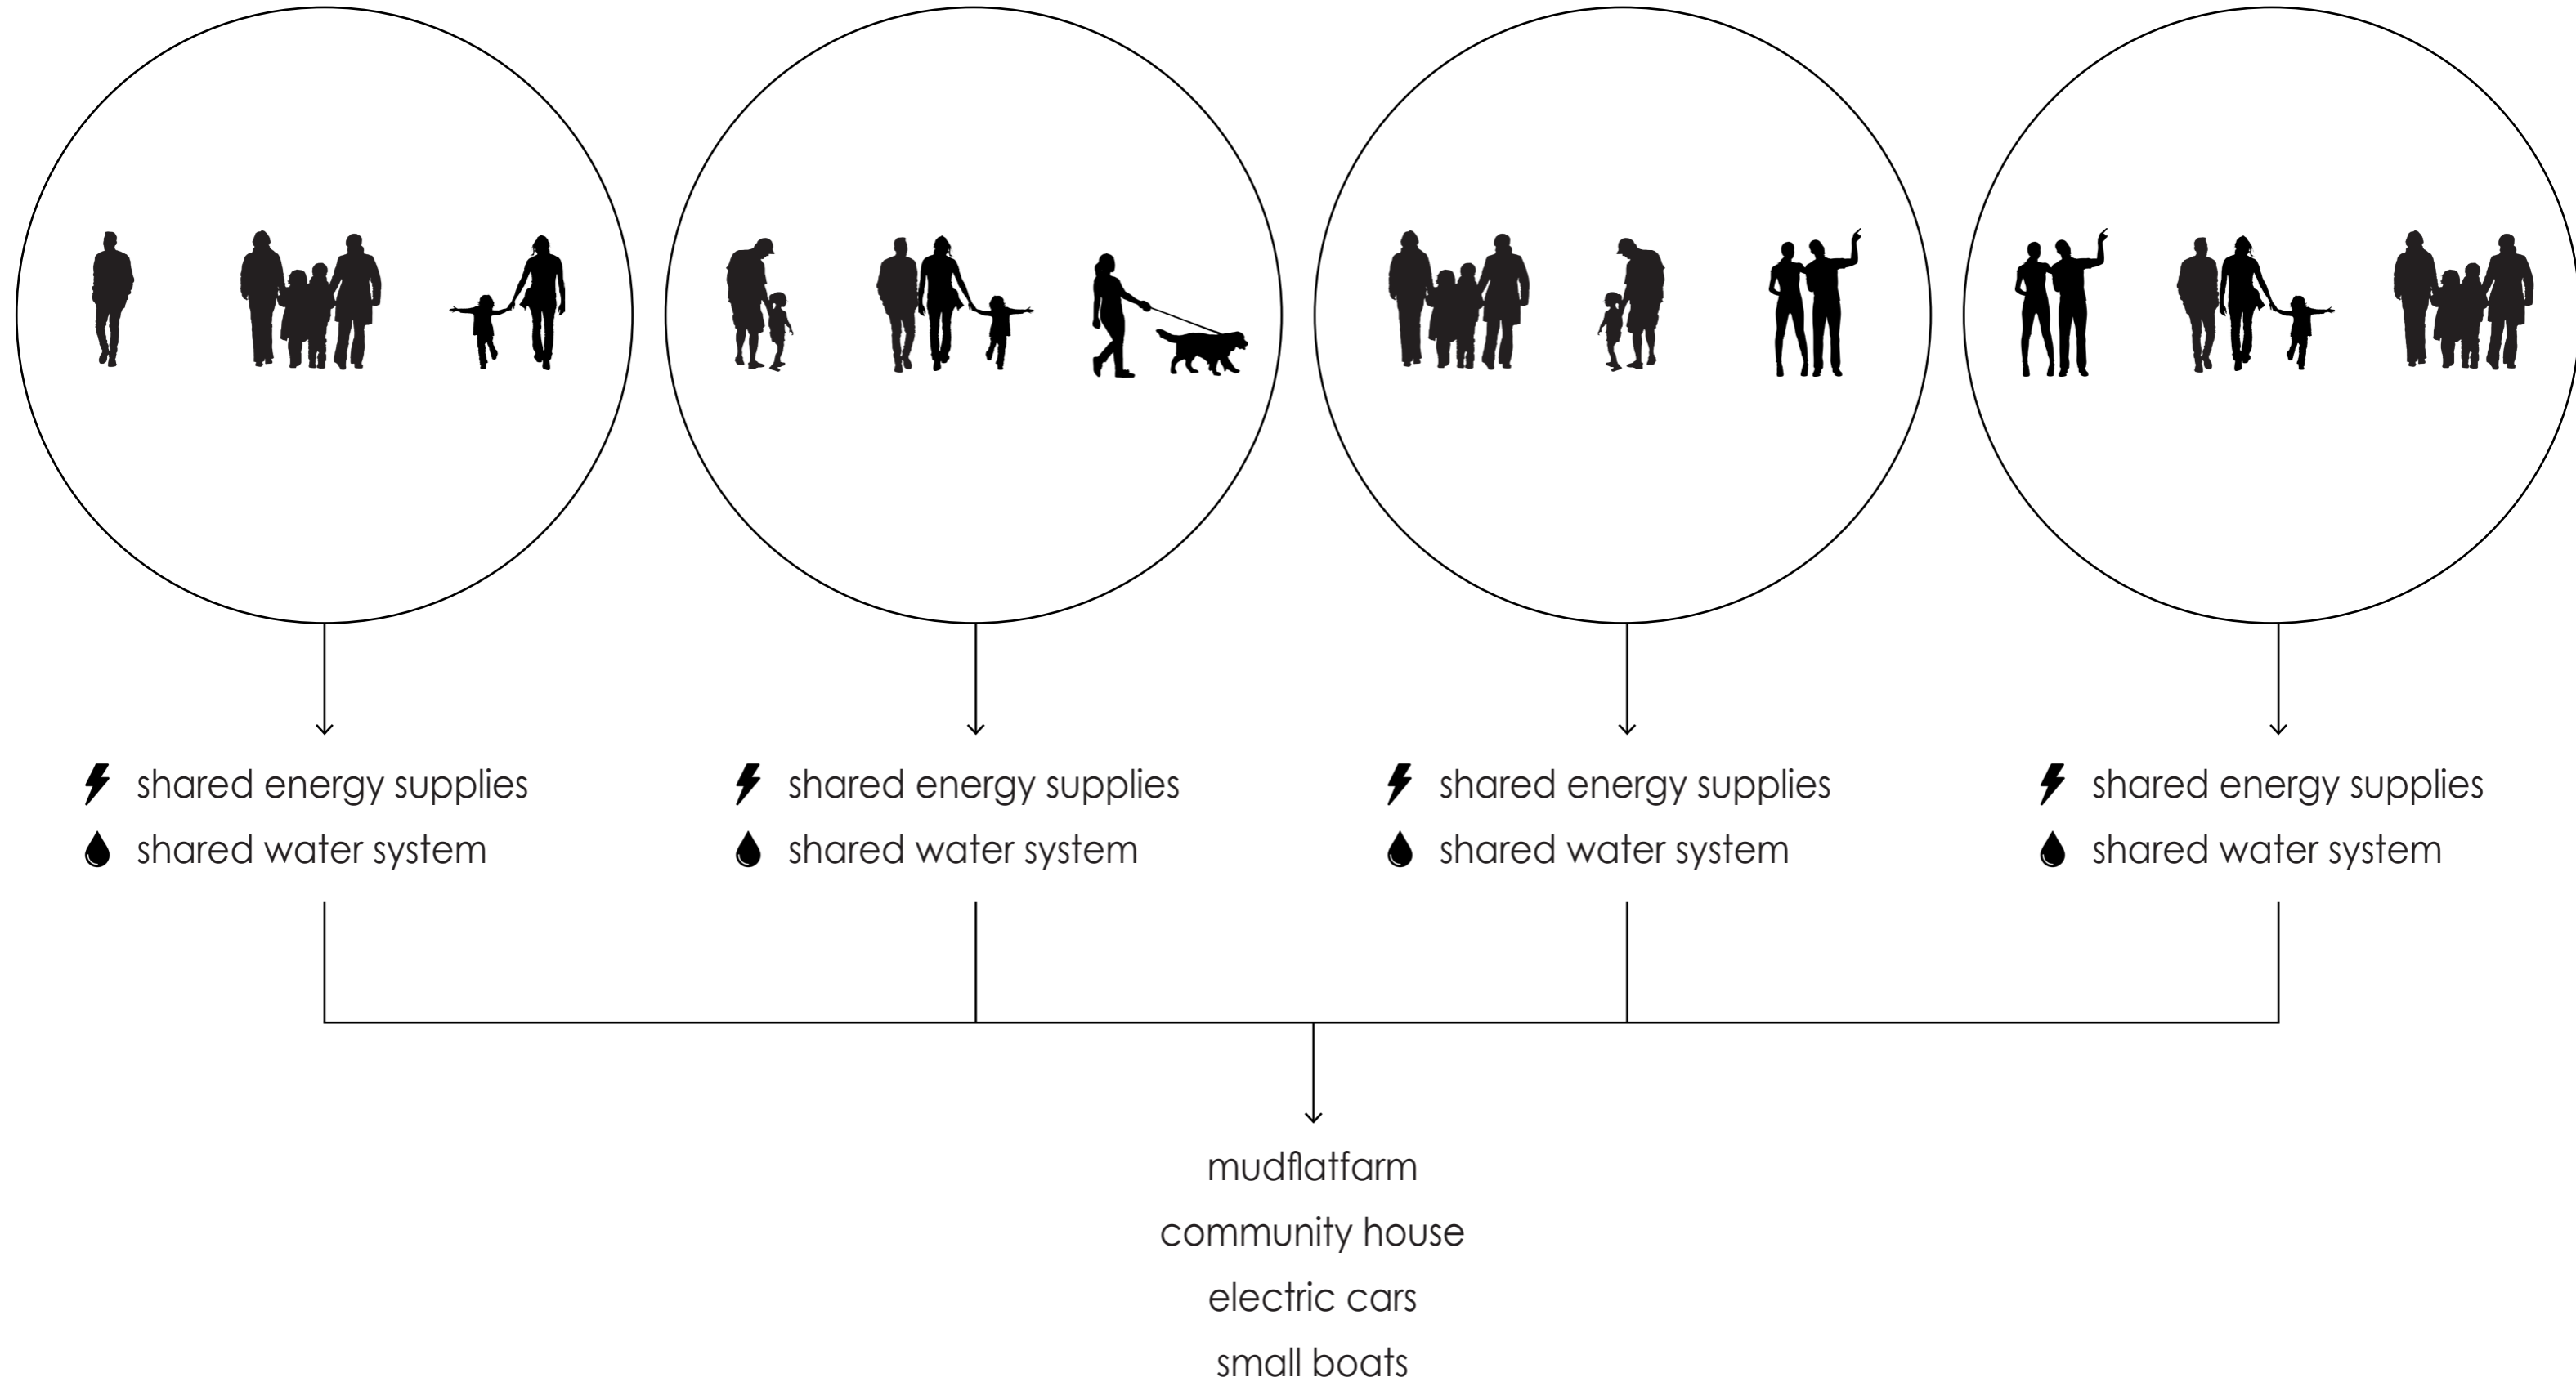 shared energy supplies
shared water system
shared energy supplies
shared water system
shared energy supplies
shared water system
shared energy supplies
shared water system
mudflatfarm
community house
electric cars
small boats